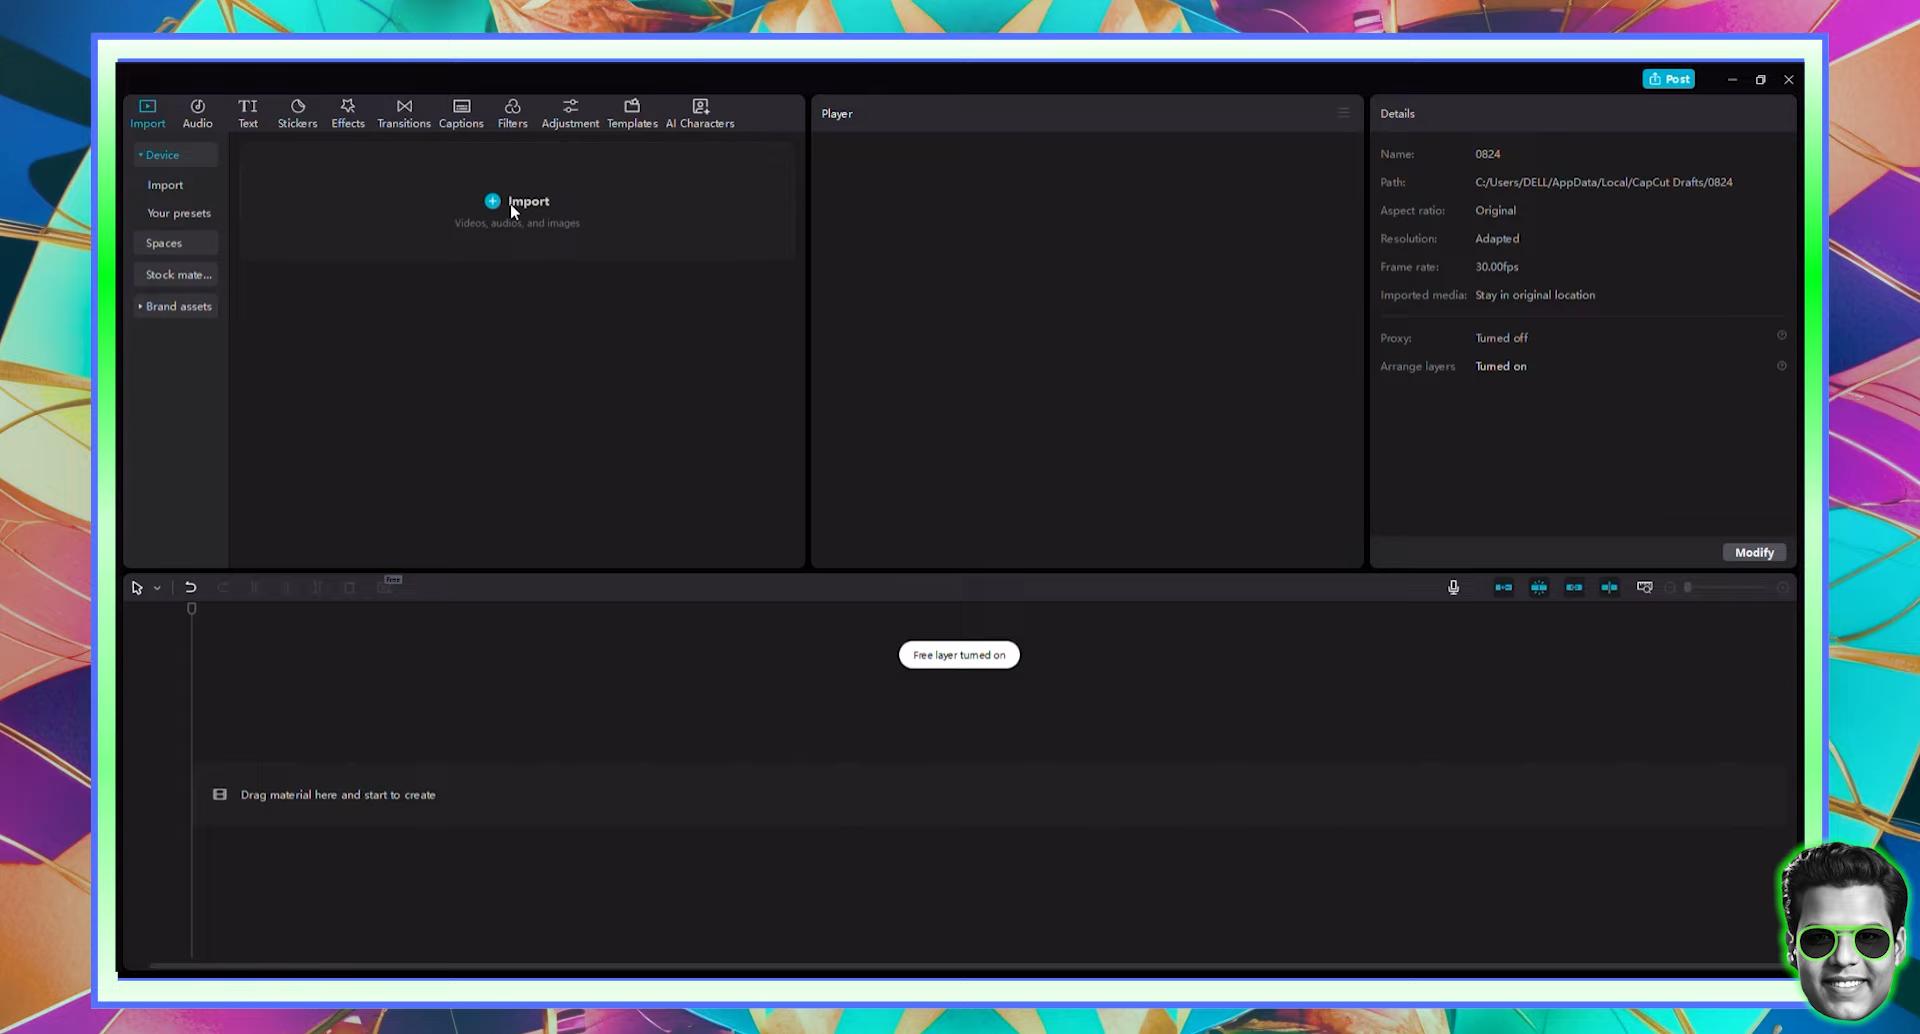 Post
Import
Audio
Text
Stickers
Effects
Transitions
Captions
Filters
Adjustment
Templates
AI Characters
Device
Import
Your presets
Spaces
Stock mate...
Brand assets
Import
Videos, audios, and images
Player
Details
Name: 0824
Path: C:/Users/DELL/AppData/Local/CapCut Drafts/0824
Aspect ratio: Original
Resolution: Adapted
Frame rate: 30.00fps
Imported media: Stay in original location
Proxy: Turned off
Arrange layers Turned on
Modify
Free
Free layer turned on
Drag material here and start to create